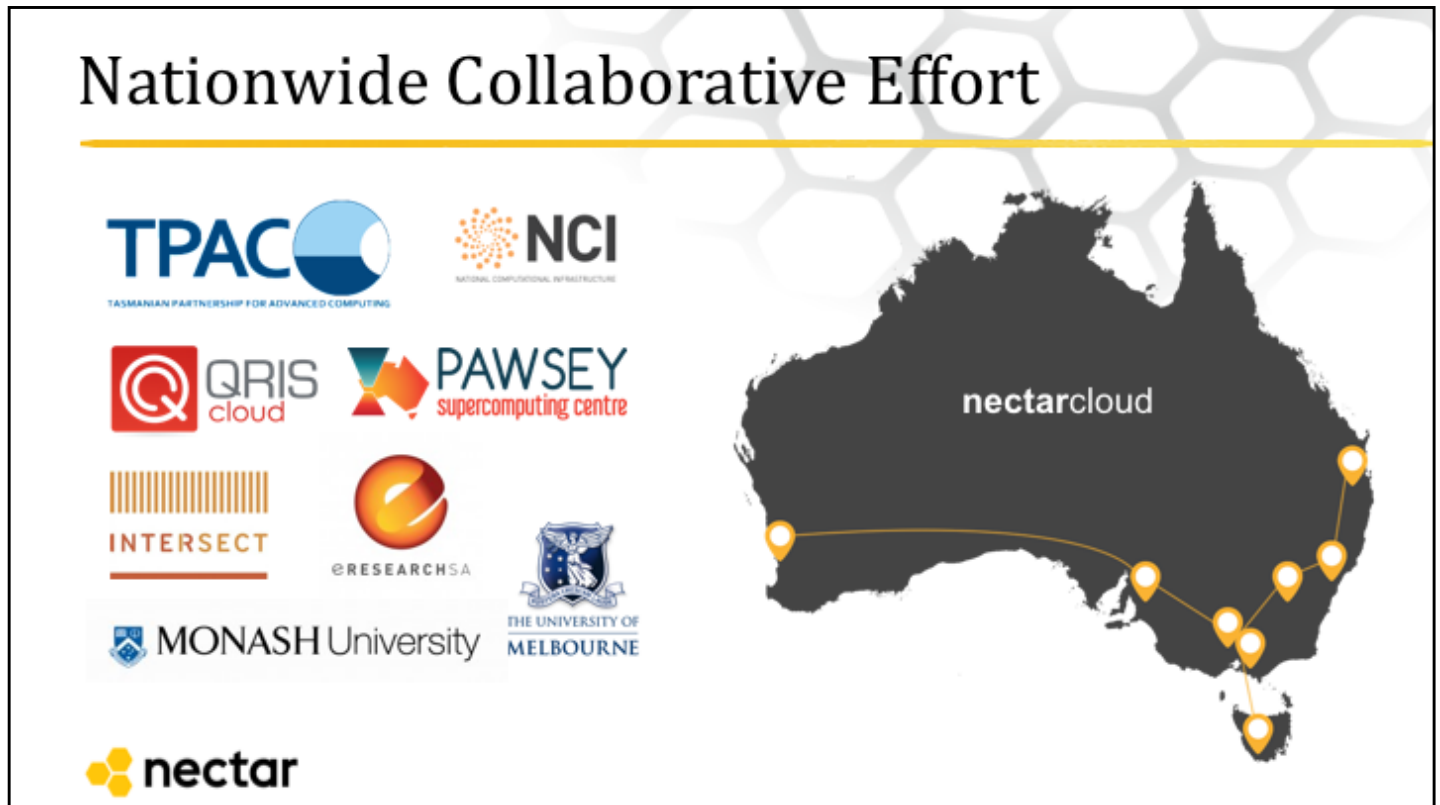 Nationwide Collaborative Effort
TPAC
TASMANIAN PARTNERSHIP FOR ADVANCED COMPUTING
NCI
NATIONAL COMPUTATIONAL INFRASTRUCTURE
QRIS
cloud
PAWSEY
supercomputing centre
nectarcloud
INTERSECT
eRESEARCHSA
THE UNIVERSITY OF
MELBOURNE
MONASH University
nectar